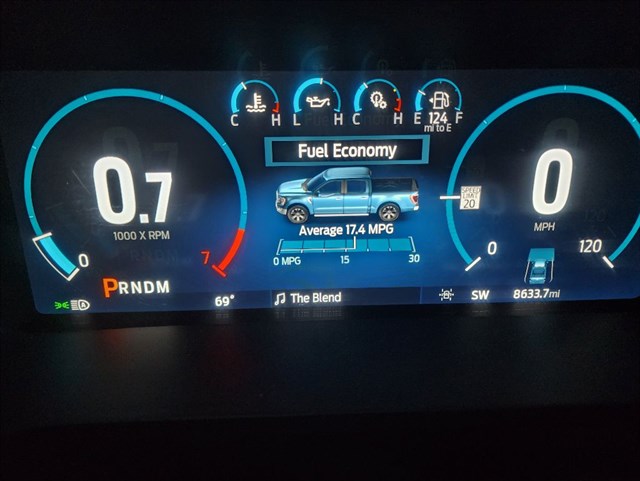 C H
L H
C H
E F
124
mi to E
Fuel Economy
0.7
1000 X RPM
0
7
Average 17.4 MPG
0 MPG 15 30
SPEED
LIMIT
20
0
MPH
0
120
PRNDM
69°
The Blend
SW
8633.7mi